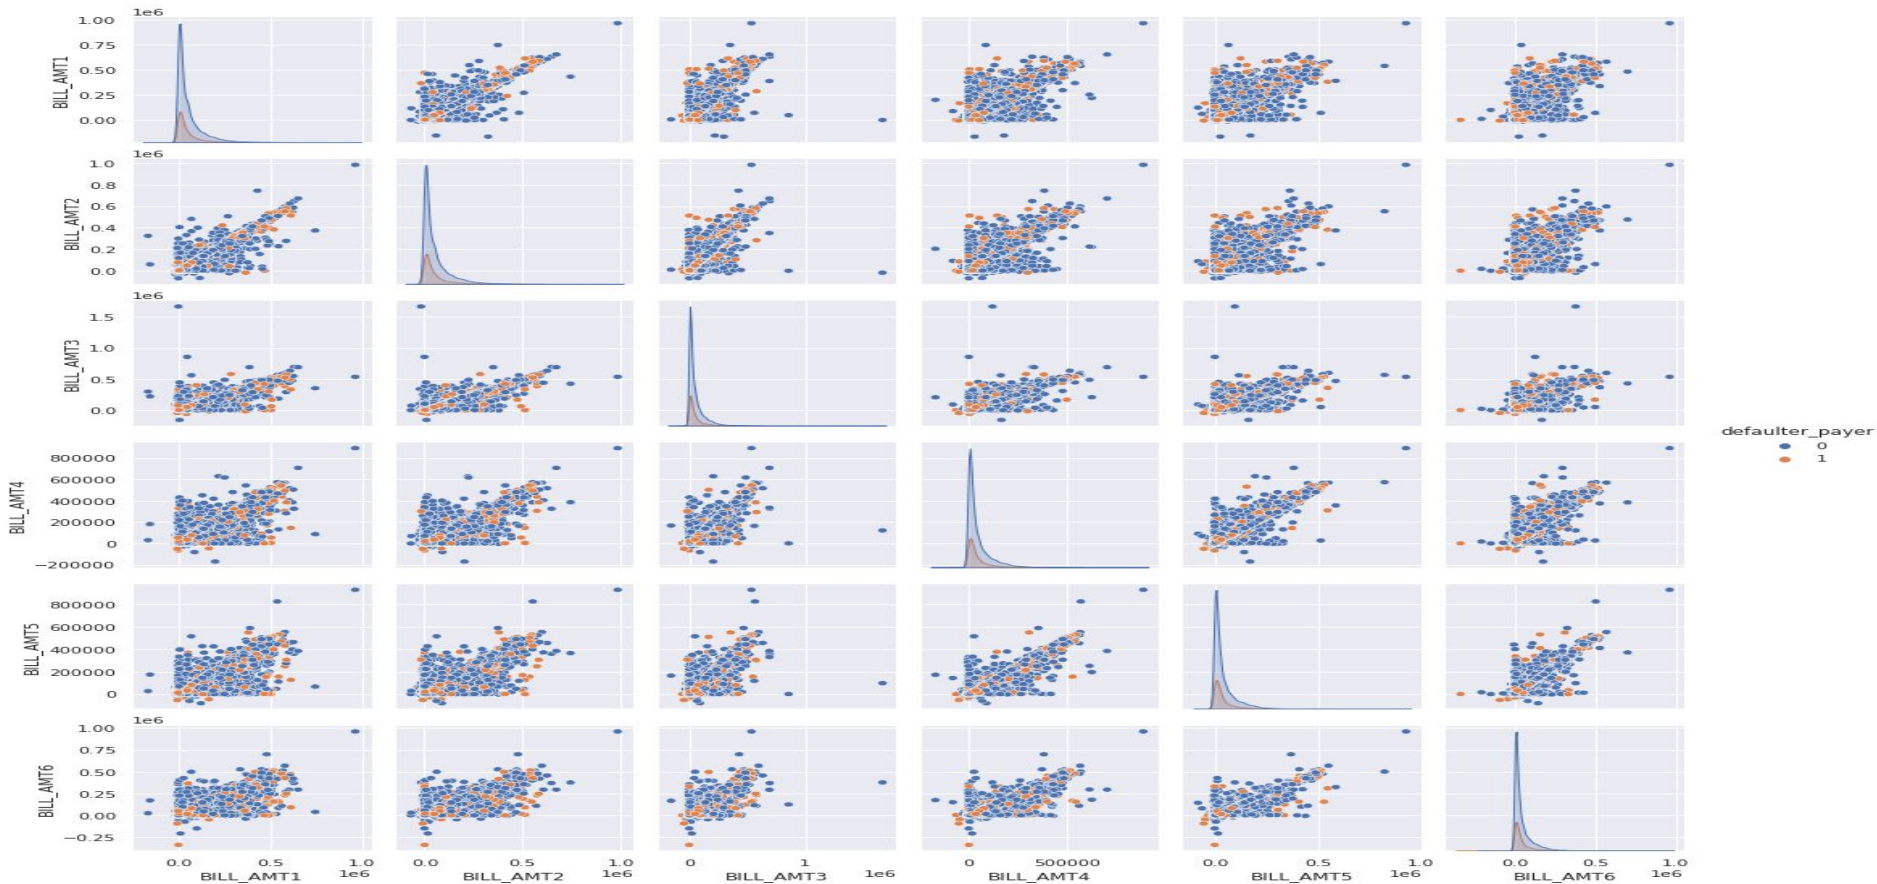 1e6
1.00
0.75
0.50
0.25
0.00
BILL_AMT1
1e6
1.0
0.8
0.6
0.4
0.2
0.0
BILL_AMT2
1e6
1.5
1.0
0.5
0.0
BILL_AMT3
800000
600000
400000
200000
0
−200000
BILL_AMT4
defaulter_payer
0
1
800000
600000
400000
200000
0
BILL_AMT5
1e6
1.00
0.75
0.50
0.25
0.00
−0.25
BILL_AMT6
0.0 0.5 1.0 0.0 0.5 1.0 0 1 0 500000 0.0 0.5 1.0 0.0 0.5 1.0
1e6 1e6 1e6 1e6 1e6
BILL_AMT1 BILL_AMT2 BILL_AMT3 BILL_AMT4 BILL_AMT5 BILL_AMT6